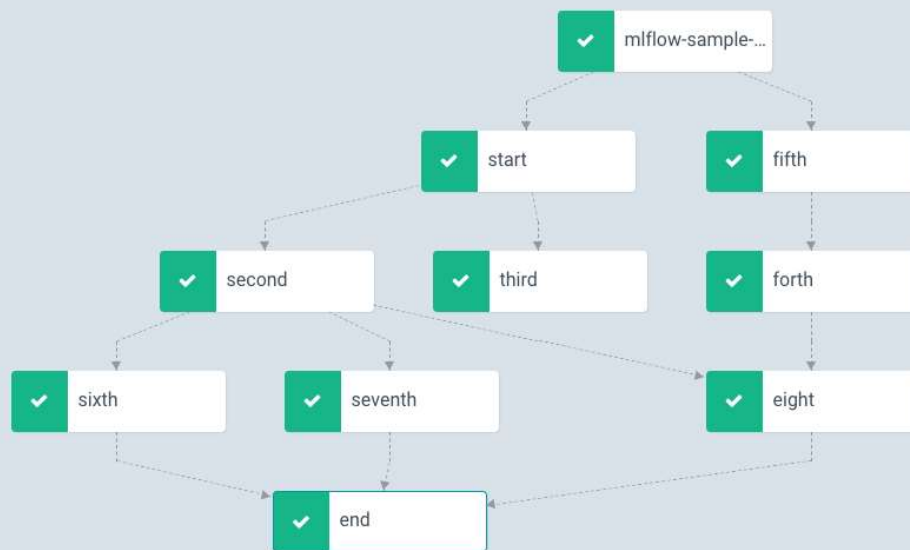 mlflow-sample-...
start
fifth
second
third
forth
sixth
seventh
eight
end